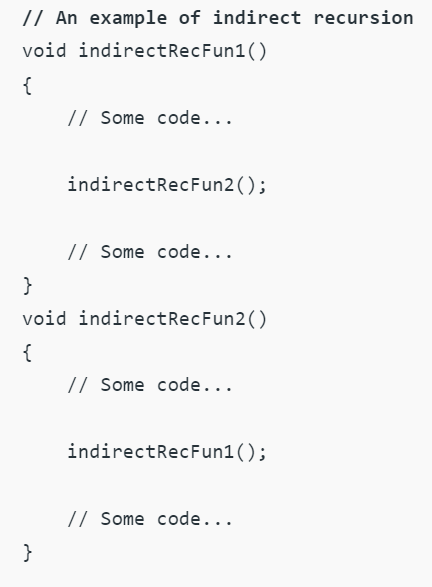 // An example of indirect recursion
void indirectRecFun1()
{
    // Some code...

    indirectRecFun2();

    // Some code...
}
void indirectRecFun2()
{
    // Some code...

    indirectRecFun1();

    // Some code...
}